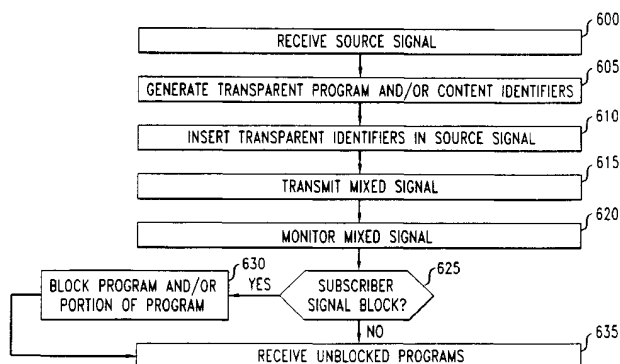 600
RECEIVE SOURCE SIGNAL
605
GENERATE TRANSPARENT PROGRAM AND/OR CONTENT IDENTIFIERS
610
INSERT TRANSPARENT IDENTIFIERS IN SOURCE SIGNAL
615
TRANSMIT MIXED SIGNAL
620
MONITOR MIXED SIGNAL
630
BLOCK PROGRAM AND/OR
PORTION OF PROGRAM
YES
625
SUBSCRIBER
SIGNAL BLOCK?
NO
635
RECEIVE UNBLOCKED PROGRAMS